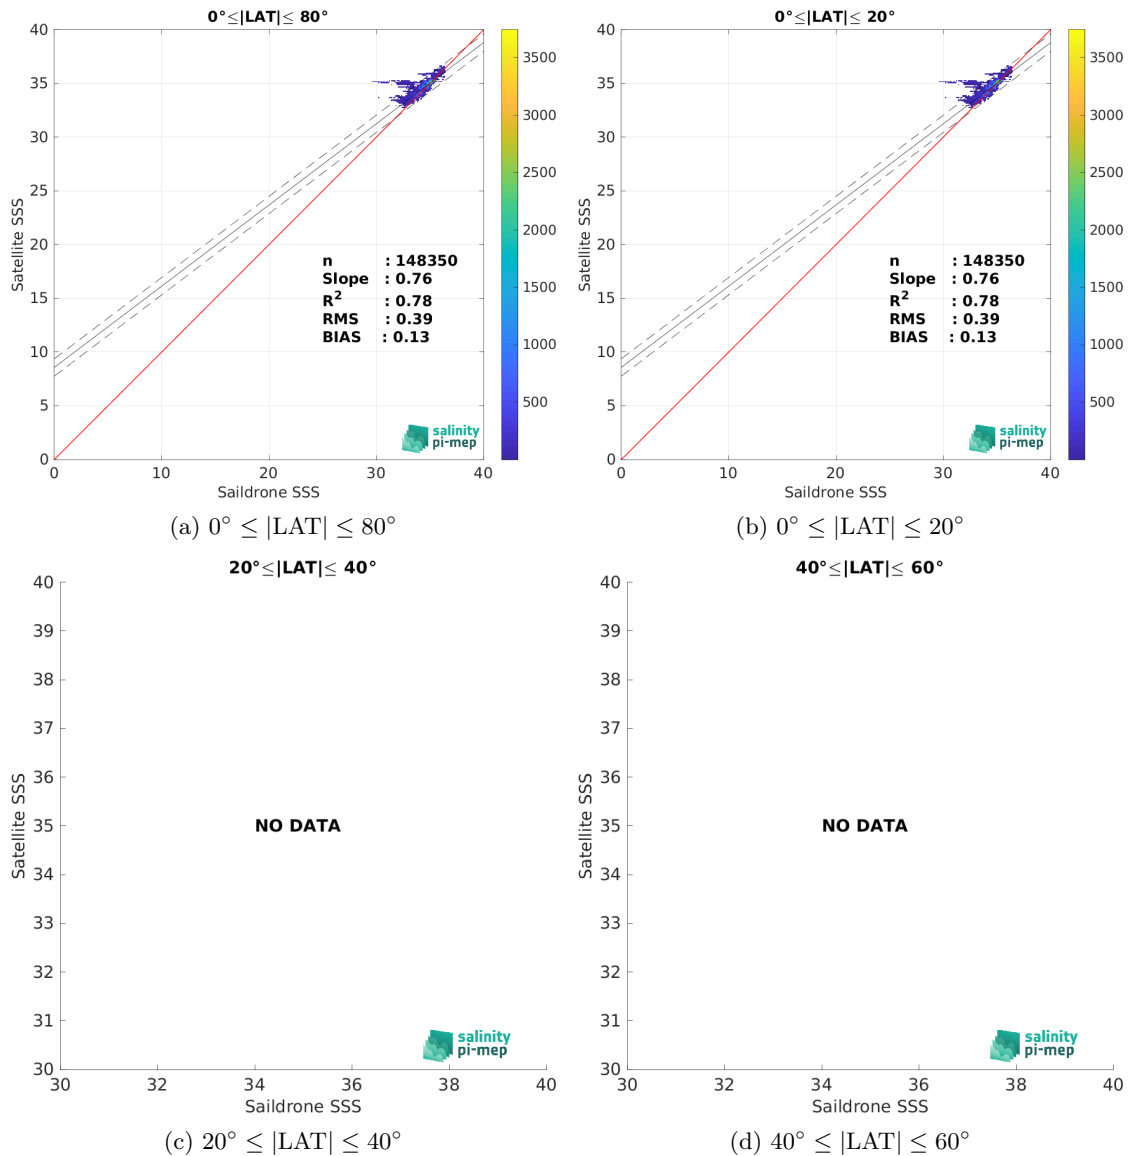 0°≤|LAT|≤ 80°
40
35
30
25
20
15
10
5
0
Satellite SSS
n : 148350
Slope : 0.76
R² : 0.78
RMS : 0.39
BIAS : 0.13
salinity
pi-mep
0 10 20 30 40
Saildrone SSS
3500
3000
2500
2000
1500
1000
500
(a) 0° ≤ |LAT| ≤ 80°
0°≤|LAT|≤ 20°
40
35
30
25
20
15
10
5
0
Satellite SSS
n : 148350
Slope : 0.76
R² : 0.78
RMS : 0.39
BIAS : 0.13
salinity
pi-mep
0 10 20 30 40
Saildrone SSS
3500
3000
2500
2000
1500
1000
500
(b) 0° ≤ |LAT| ≤ 20°
20°≤|LAT|≤ 40°
40
39
38
37
36
35
34
33
32
31
30
Satellite SSS
NO DATA
salinity
pi-mep
30 32 34 36 38 40
Saildrone SSS
(c) 20° ≤ |LAT| ≤ 40°
40°≤|LAT|≤ 60°
40
39
38
37
36
35
34
33
32
31
30
Satellite SSS
NO DATA
salinity
pi-mep
30 32 34 36 38 40
Saildrone SSS
(d) 40° ≤ |LAT| ≤ 60°